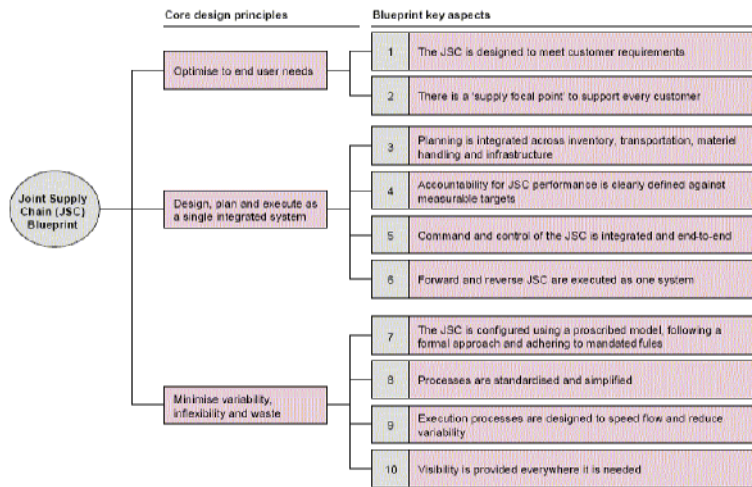 Core design principles
Blueprint key aspects
Joint Supply
Chain (JSC)
Blueprint
Optimise to end user needs
1
The JSC is designed to meet customer requirements
2
There is a 'supply focal point' to support every customer
Design, plan and execute as
a single integrated system
3
Planning is integrated across inventory, transportation, materiel
handling and infrastructure
4
Accountability for JSC performance is clearly defined against
measurable targets
5
Command and control of the JSC is integrated and end-to-end
6
Forward and reverse JSC are executed as one system
Minimise variability,
inflexibility and waste
7
The JSC is configured using a proscribed model, following a
formal approach and adhering to mandated rules
8
Processes are standardised and simplified
9
Execution processes are designed to speed flow and reduce
variability
10
Visibility is provided everywhere it is needed